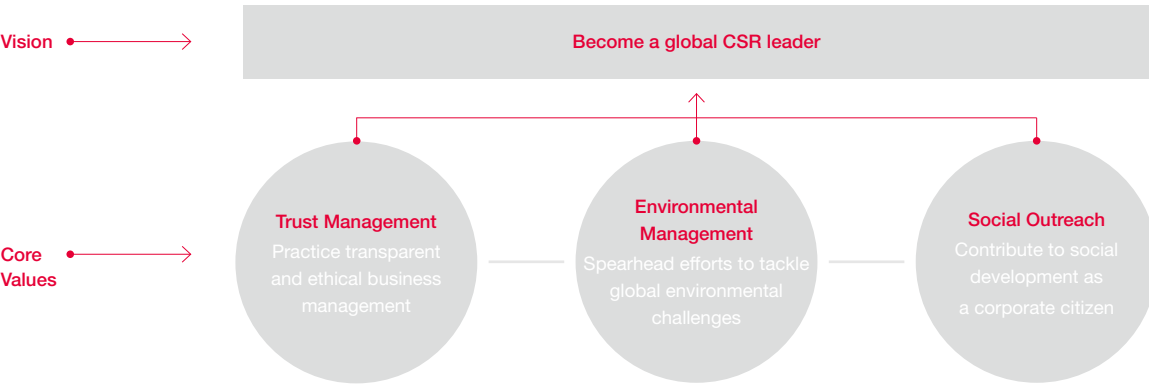 Vision
Become a global CSR leader
Core
Values
Trust Management
Practice transparent
and ethical business
management
Environmental
Management
Spearhead efforts to tackle
global environmental
challenges
Social Outreach
Contribute to social
development as
a corporate citizen